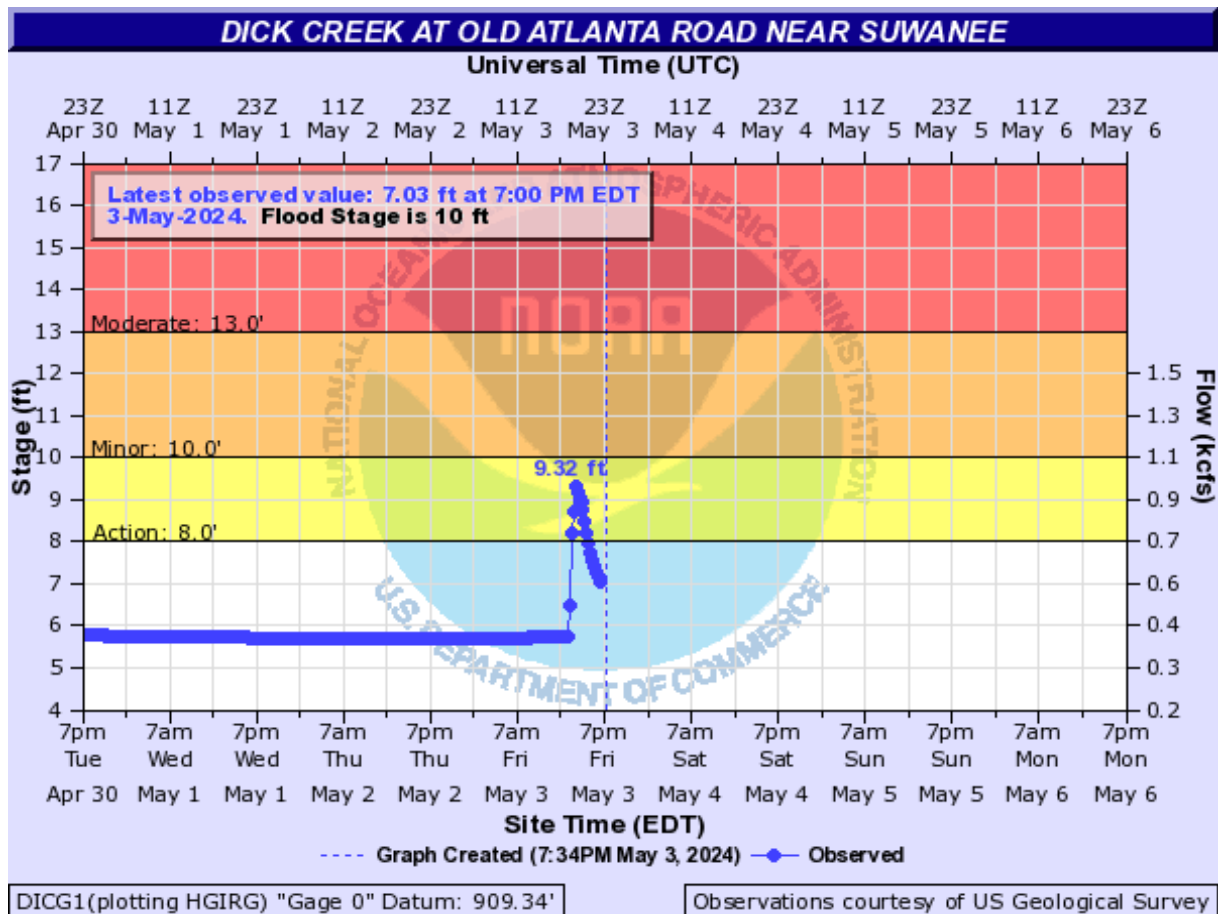 DICK CREEK AT OLD ATLANTA ROAD NEAR SUWANEE
Universal Time (UTC)
23Z 11Z 23Z 11Z 23Z 11Z 23Z 11Z 23Z 11Z 23Z 11Z 23Z
Apr 30 May 1 May 1 May 2 May 2 May 3 May 3 May 4 May 4 May 5 May 5 May 6 May 6
Latest observed value: 7.03 ft at 7:00 PM EDT
3-May-2024. Flood Stage is 10 ft
17
16
15
14
13
12
11
10
9
8
7
6
5
4
Stage (ft)
Moderate: 13.0'
Minor: 10.0'
Action: 8.0'
9.32 ft
NATIONAL OCEANIC AND ATMOSPHERIC ADMINISTRATION
NOAA
U.S. DEPARTMENT OF COMMERCE
1.5
1.3
1.1
0.9
0.7
0.6
0.4
0.3
0.2
Flow (kcfs)
7pm 7am 7pm 7am 7pm 7am 7pm 7am 7pm 7am 7pm 7am 7pm
Tue Wed Wed Thu Thu Fri Fri Sat Sat Sun Sun Mon Mon
Apr 30 May 1 May 1 May 2 May 2 May 3 May 3 May 4 May 4 May 5 May 5 May 6 May 6
Site Time (EDT)
Graph Created (7:34PM May 3, 2024) Observed
DICG1(plotting HGIRG) "Gage 0" Datum: 909.34'
Observations courtesy of US Geological Survey